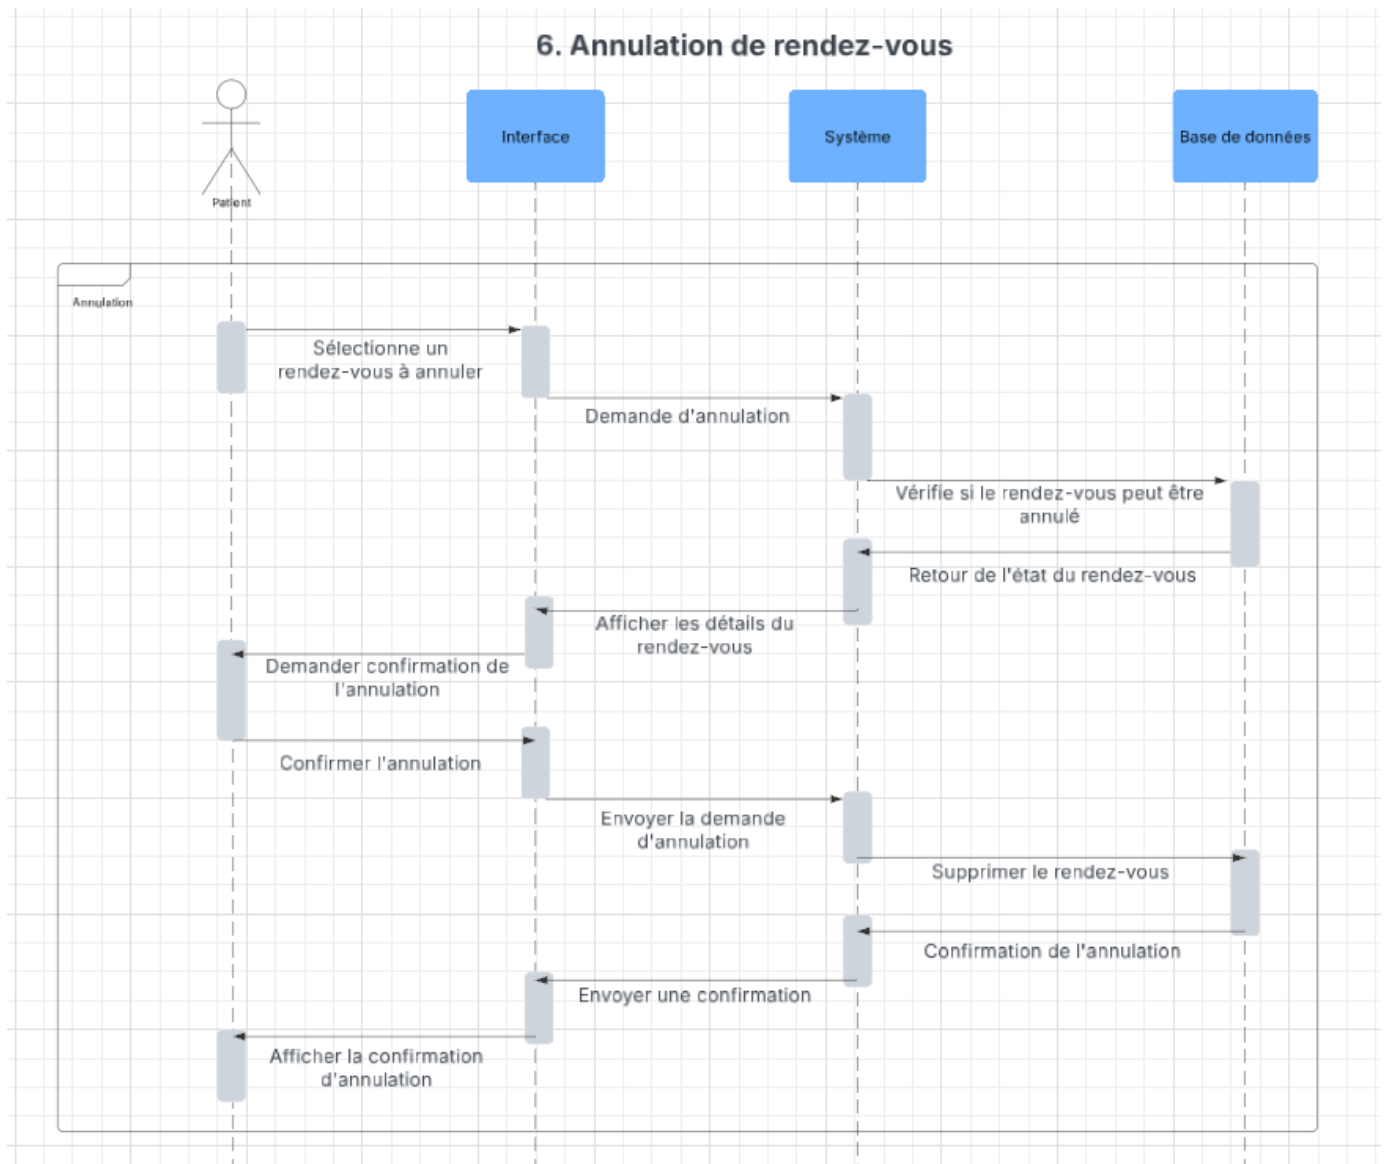 6. Annulation de rendez-vous
Interface
Système
Base de données
Patient
Annulation
Sélectionne un
rendez-vous à annuler
Demande d'annulation
Vérifie si le rendez-vous peut être
annulé
Retour de l'état du rendez-vous
Afficher les détails du
rendez-vous
Demander confirmation de
l'annulation
Confirmer l'annulation
Envoyer la demande
d'annulation
Supprimer le rendez-vous
Confirmation de l'annulation
Envoyer une confirmation
Afficher la confirmation
d'annulation